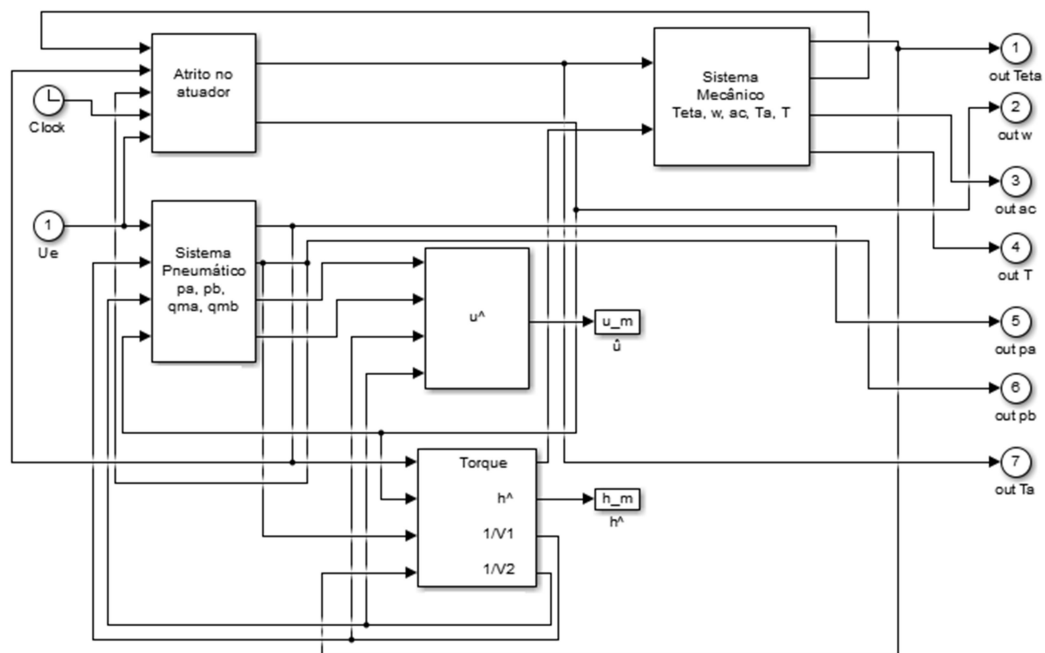 Atrito no
atuador
Clock
1
Ue
Sistema
Pneumático
pa, pb,
qma, qmb
Sistema
Mecânico
Teta, w, ac, Ta, T
u^
u_m
û
Torque
h^
1/V1
1/V2
h_m
h^
1
out Teta
2
out w
3
out ac
4
out T
5
out pa
6
out pb
7
out Ta